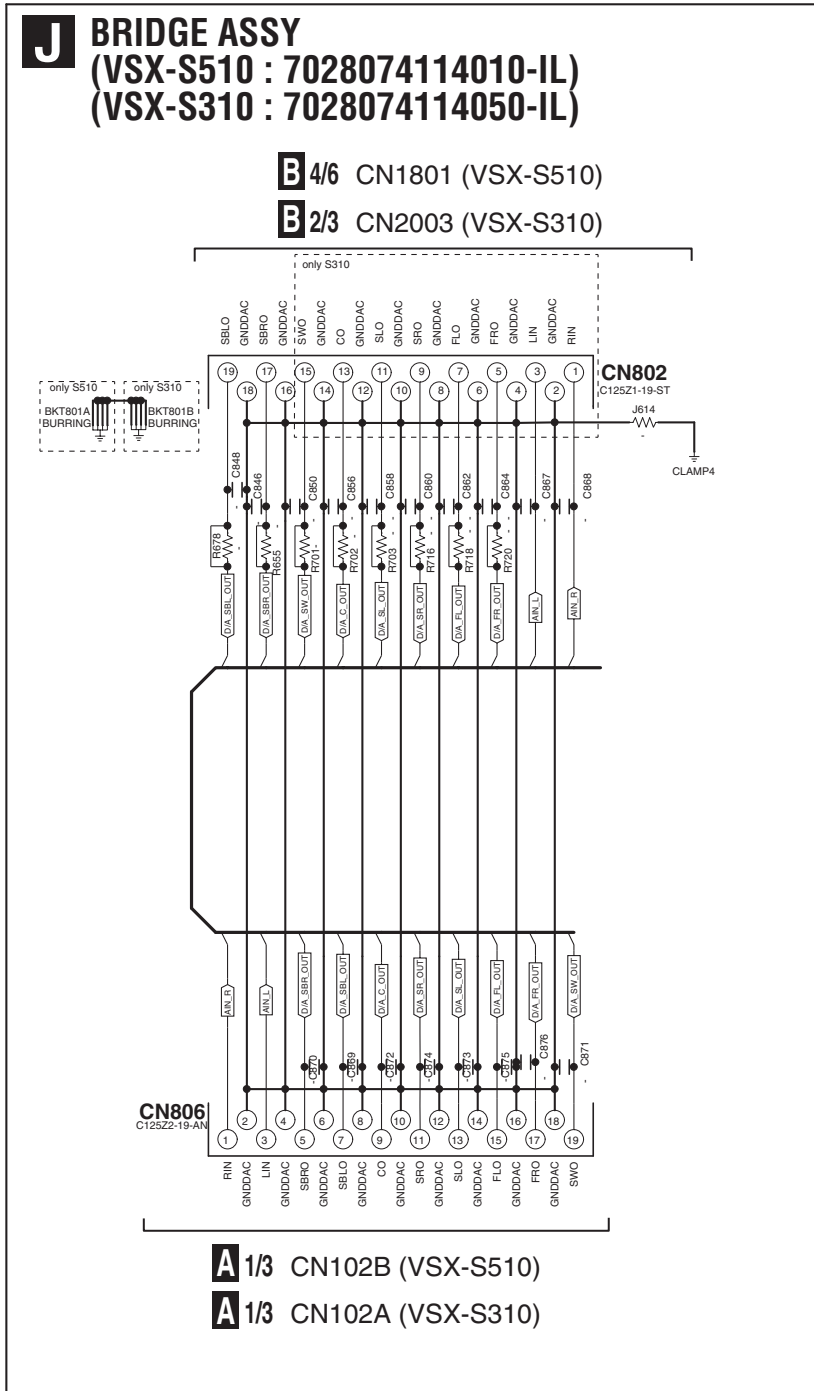 J BRIDGE ASSY
(VSX-S510 : 7028074114010-IL)
(VSX-S310 : 7028074114050-IL)
B 4/6 CN1801 (VSX-S510)
B 2/3 CN2003 (VSX-S310)
only S310
SBLO GNDDAC SBRO GNDDAC SWO GNDDAC CO GNDDAC SLO GNDDAC SRO GNDDAC FLO GNDDAC FRO GNDDAC LIN GNDDAC RIN
19 17 15 13 11 9 7 5 3 1
18 16 14 12 10 8 6 4 2
CN802
C125Z1-19-ST
only S510 only S310
BKT801A BURRING
BKT801B BURRING
J614
-
CLAMP4
C848 C846 C850 C856 C858 C860 C862 C864 C867 C868
- - - - - - - - - -
R678 R655 R701 R702 R703 R716 R718 R720
- - - - - - - -
D/A_SBL_OUT D/A_SBR_OUT D/A_SW_OUT D/A_C_OUT D/A_SL_OUT D/A_SR_OUT D/A_FL_OUT D/A_FR_OUT AIN_L AIN_R
AIN_R AIN_L D/A_SBR_OUT D/A_SBL_OUT D/A_C_OUT D/A_SR_OUT D/A_SL_OUT D/A_FL_OUT D/A_FR_OUT D/A_SW_OUT
-C870 -C869 -C872 -C874 -C873 -C875 C876 - C871 -
CN806
C125Z2-19-AN
2 4 6 8 10 12 14 16 18
1 3 5 7 9 11 13 15 17 19
RIN GNDDAC LIN GNDDAC SBRO GNDDAC SBLO GNDDAC CO GNDDAC SRO GNDDAC SLO GNDDAC FLO GNDDAC FRO GNDDAC SWO
A 1/3 CN102B (VSX-S510)
A 1/3 CN102A (VSX-S310)